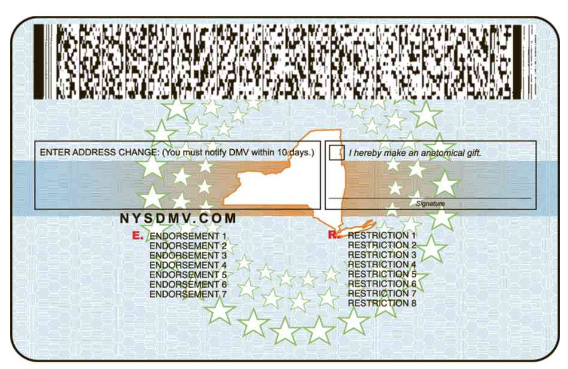 ENTER ADDRESS CHANGE: (You must notify DMV within 10 days.)
I hereby make an anatomical gift.
Signature
NYSDMV.COM
E. ENDORSEMENT 1
ENDORSEMENT 2
ENDORSEMENT 3
ENDORSEMENT 4
ENDORSEMENT 5
ENDORSEMENT 6
ENDORSEMENT 7
R. RESTRICTION 1
RESTRICTION 2
RESTRICTION 3
RESTRICTION 4
RESTRICTION 5
RESTRICTION 6
RESTRICTION 7
RESTRICTION 8